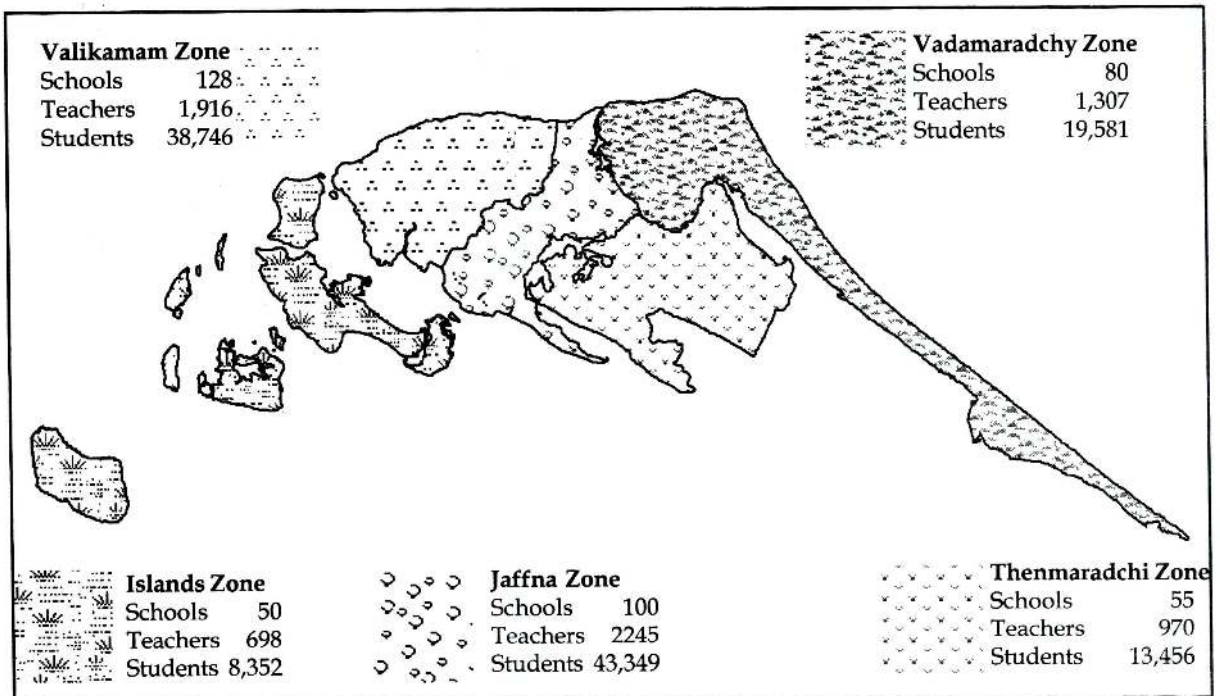 Valikamam Zone
Schools 128
Teachers 1,916
Students 38,746
Vadamaradchy Zone
Schools 80
Teachers 1,307
Students 19,581
Islands Zone
Schools 50
Teachers 698
Students 8,352
Jaffna Zone
Schools 100
Teachers 2245
Students 43,349
Thenmaradchi Zone
Schools 55
Teachers 970
Students 13,456